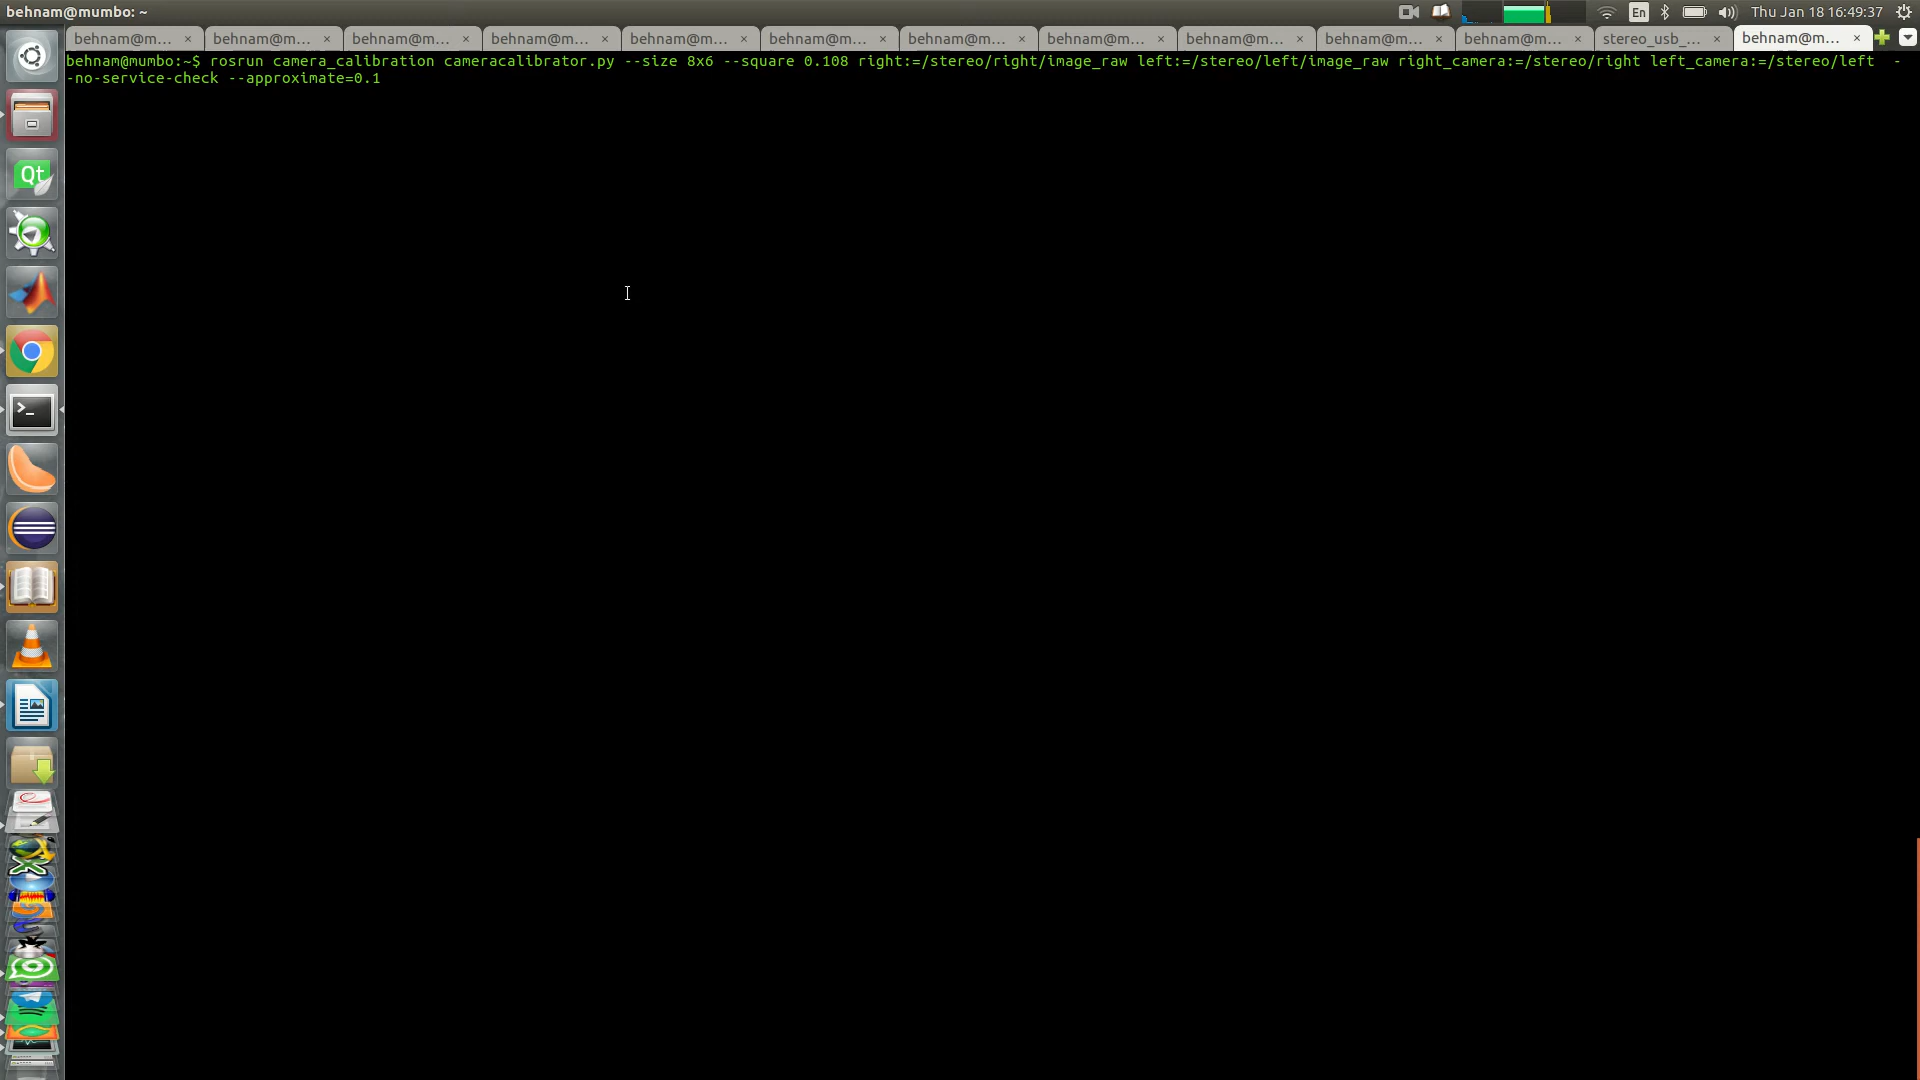 behnam@mumbo: ~
En
Thu Jan 18 16:49:37
behnam@m... × behnam@m... × behnam@m... × behnam@m... × behnam@m... × behnam@m... × behnam@m... × behnam@m... × behnam@m... × behnam@m... × behnam@m... × stereo_usb_... × behnam@m... ×
behnam@mumbo:~$ rosrun camera_calibration cameracalibrator.py --size 8x6 --square 0.108 right:=/stereo/right/image_raw left:=/stereo/left/image_raw right_camera:=/stereo/right left_camera:=/stereo/left  -
-no-service-check --approximate=0.1
Qt
>_